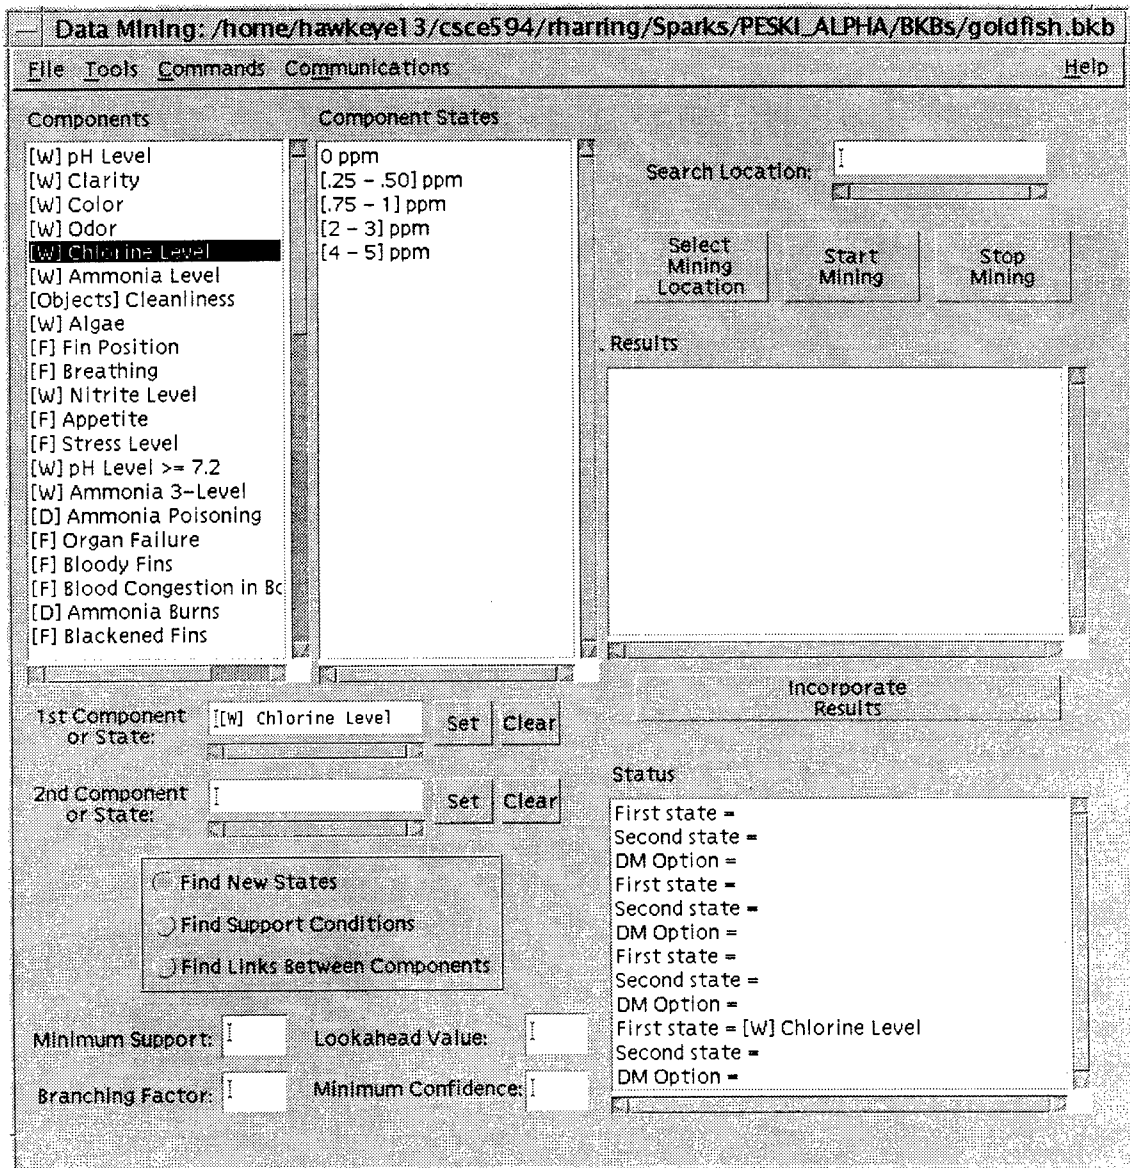 Data Mining: /home/hawkeye13/csce594/rharring/Sparks/PESKI_ALPHA/BKBs/goldfish.bkb
File Tools Commands Communications Help
Components
[W] pH Level
[W] Clarity
[W] Color
[W] Odor
[W] Chlorine Level
[W] Ammonia Level
[Objects] Cleanliness
[W] Algae
[F] Fin Position
[F] Breathing
[W] Nitrite Level
[F] Appetite
[F] Stress Level
[W] pH Level >= 7.2
[W] Ammonia 3-Level
[D] Ammonia Poisoning
[F] Organ Failure
[F] Bloody Fins
[F] Blood Congestion in Bo
[D] Ammonia Burns
[F] Blackened Fins
Component States
0 ppm
[.25 - .50] ppm
[.75 - 1] ppm
[2 - 3] ppm
[4 - 5] ppm
Search Location:
Select
Mining
Location
Start
Mining
Stop
Mining
Results
Incorporate
Results
1st Component
or State:
[W] Chlorine Level
Set Clear
2nd Component
or State:
Set Clear
Find New States
Find Support Conditions
Find Links Between Components
Minimum Support:
Lookahead Value:
Branching Factor:
Minimum Confidence:
Status
First state =
Second state =
DM Option =
First state =
Second state =
DM Option =
First state =
Second state =
DM Option =
First state = [W] Chlorine Level
Second state =
DM Option =